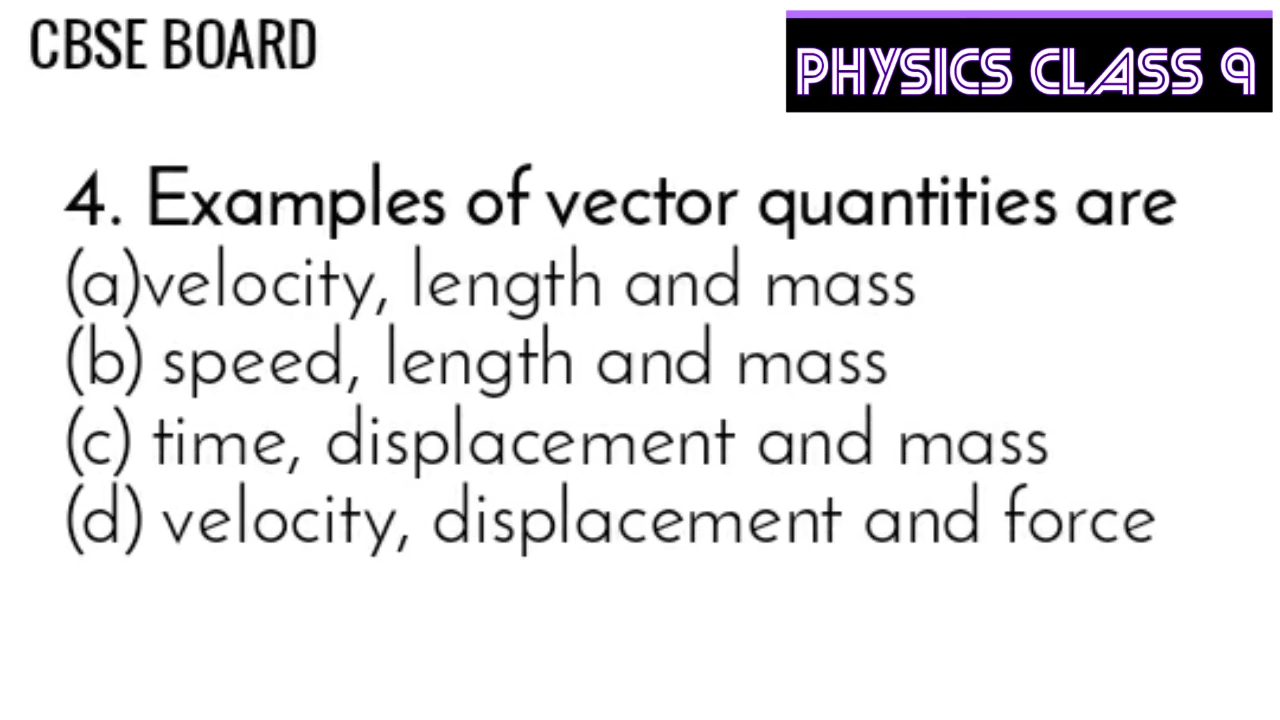 CBSE BOARD
PHYSICS CLASS 9
4. Examples of vector quantities are
(a)velocity, length and mass
(b) speed, length and mass
(c) time, displacement and mass
(d) velocity, displacement and force